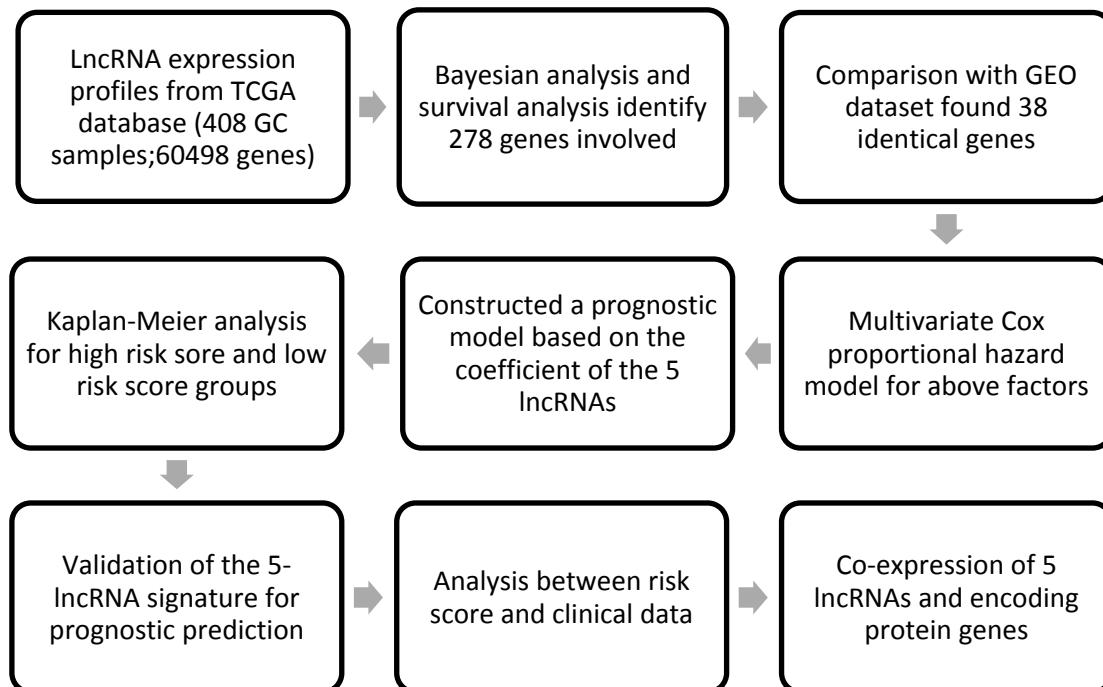 LncRNA expression
profiles from TCGA
database (408 GC
samples;60498 genes)
Bayesian analysis and
survival analysis identify
278 genes involved
Comparison with GEO
dataset found 38
identical genes
Multivariate Cox
proportional hazard
model for above factors
Constructed a prognostic
model based on the
coefficient of the 5
lncRNAs
Kaplan-Meier analysis
for high risk sore and low
risk score groups
Validation of the 5-
lncRNA signature for
prognostic prediction
Analysis between risk
score and clinical data
Co-expression of 5
lncRNAs and encoding
protein genes